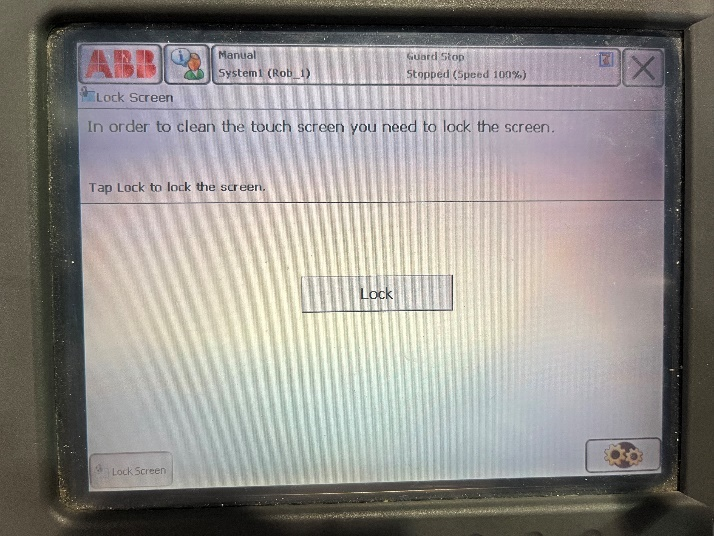 ABB
Manual
Guard Stop
System1 (Rob_1)
Stopped (Speed 100%)
Lock Screen
In order to clean the touch screen you need to lock the screen.
Tap Lock to lock the screen.
Lock
Lock Screen